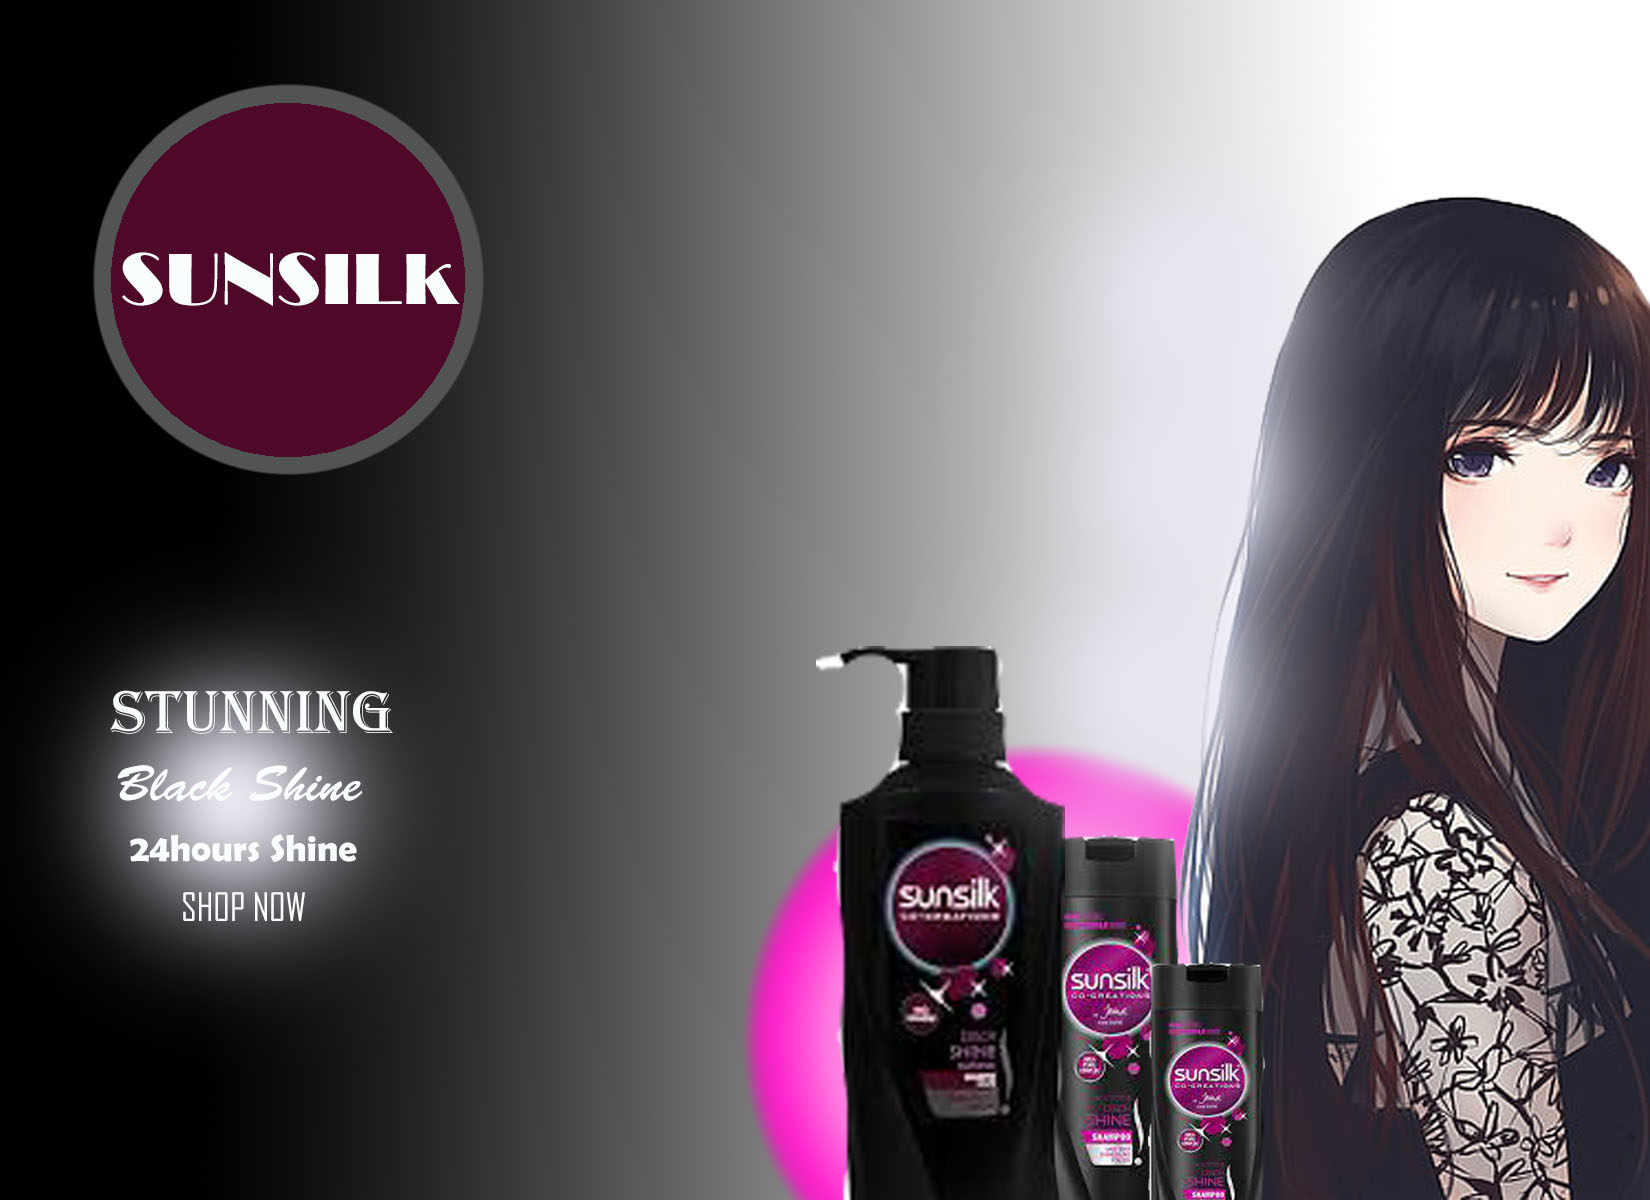 SUNSILK
STUNNING
Black Shine
24hours Shine
SHOP NOW
sunsilk
SHINE
sunsilk
CO-CREATIONS
SHINE
SHAMPOO
sunsilk
CO-CREATIONS
SHINE
SHAMPOO